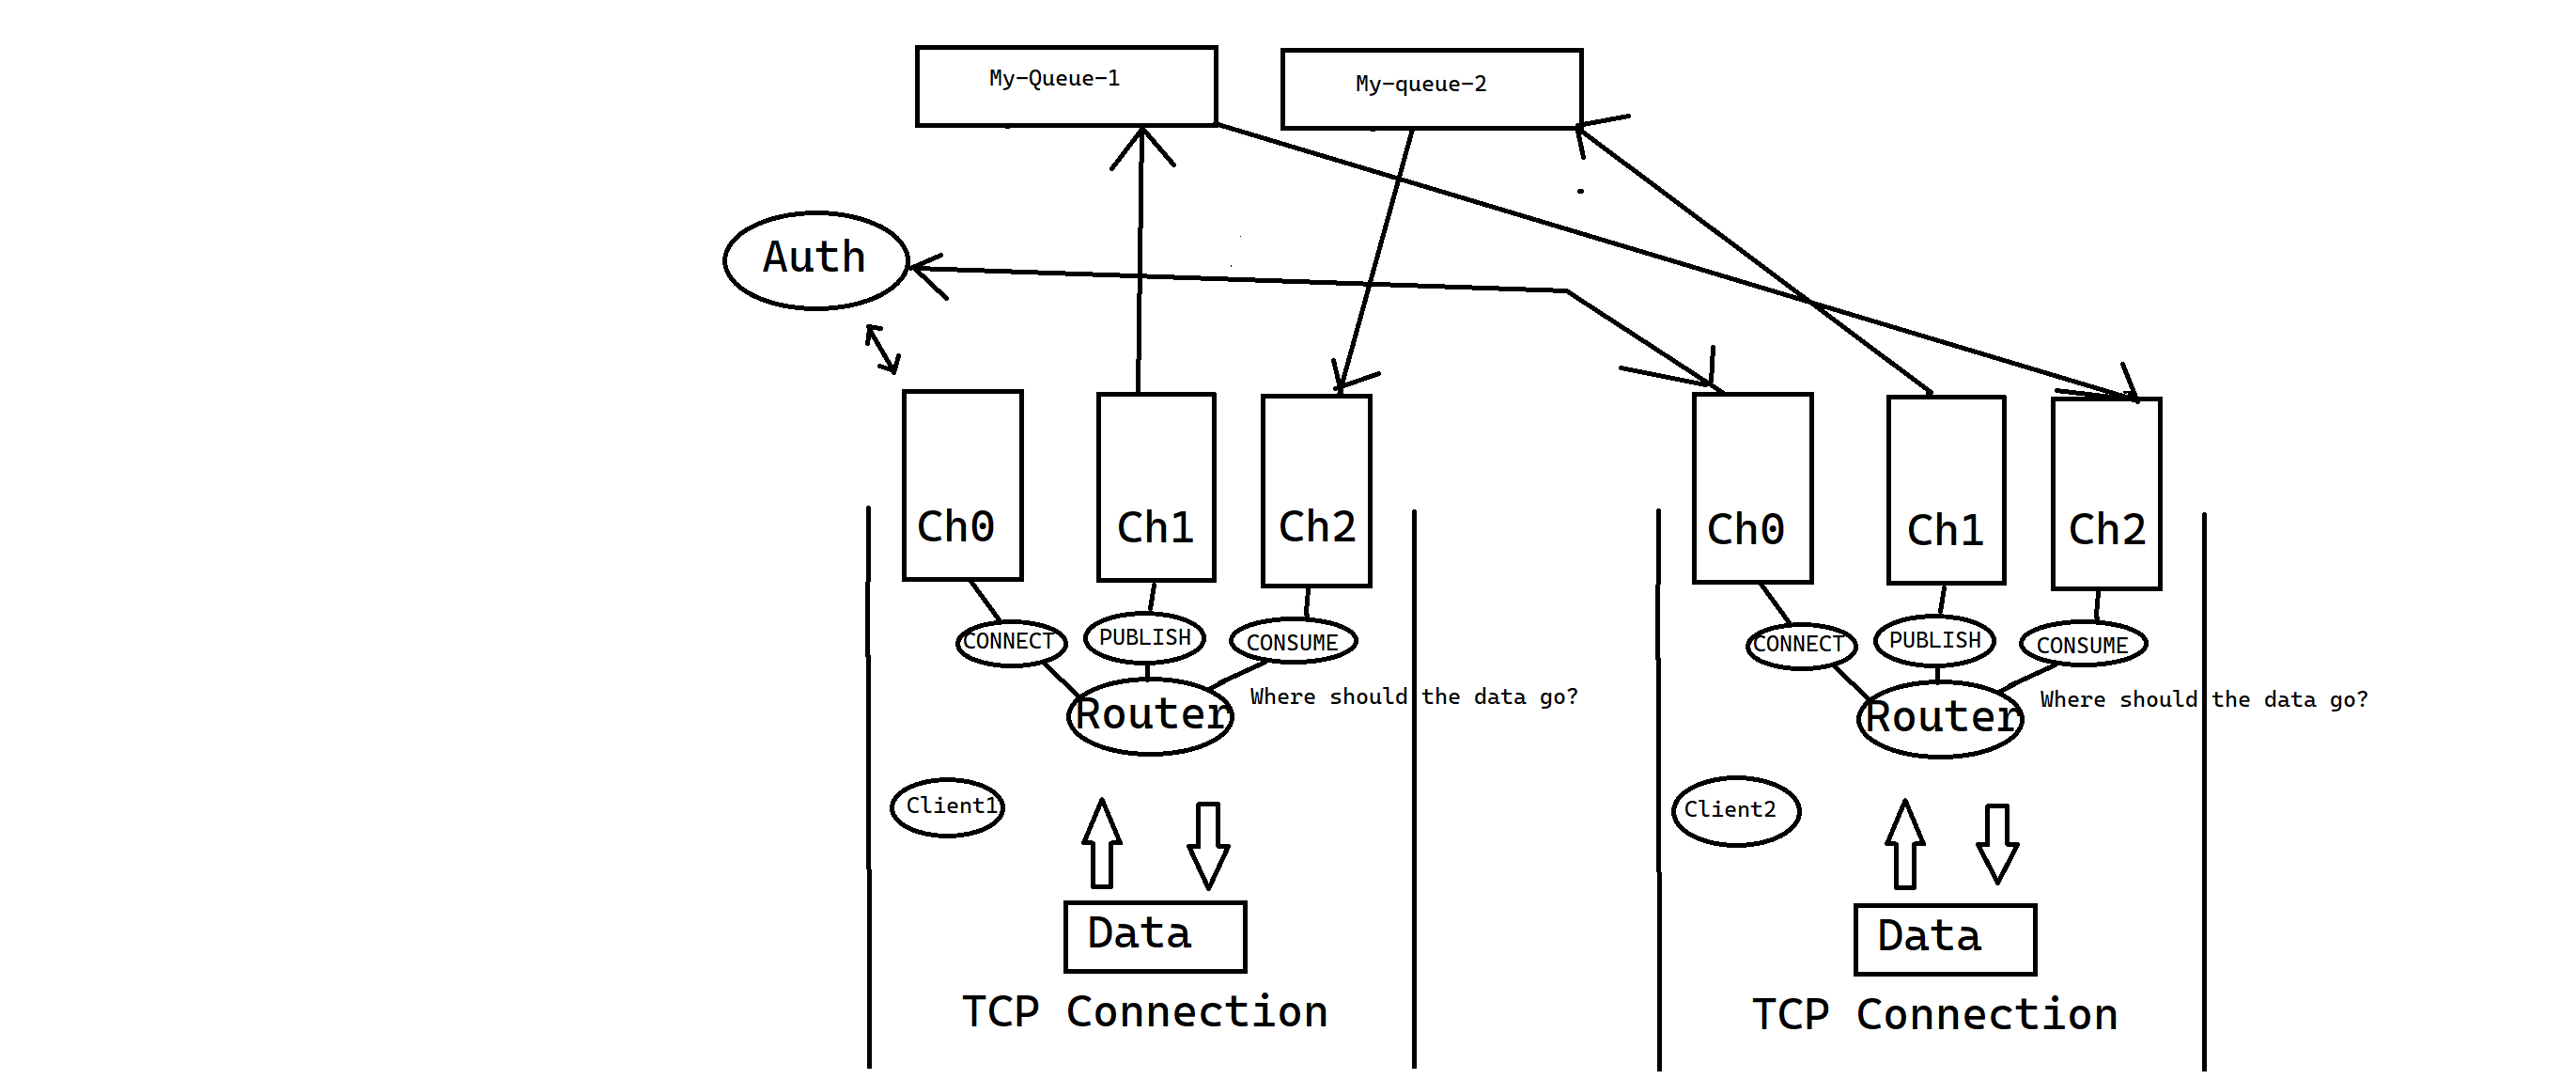 My-Queue-1
My-queue-2
Auth
Ch0
Ch1
Ch2
Ch0
Ch1
Ch2
CONNECT
PUBLISH
CONSUME
CONNECT
PUBLISH
CONSUME
Router
Where should the data go?
Router
Where should the data go?
Client1
Client2
Data
Data
TCP Connection
TCP Connection